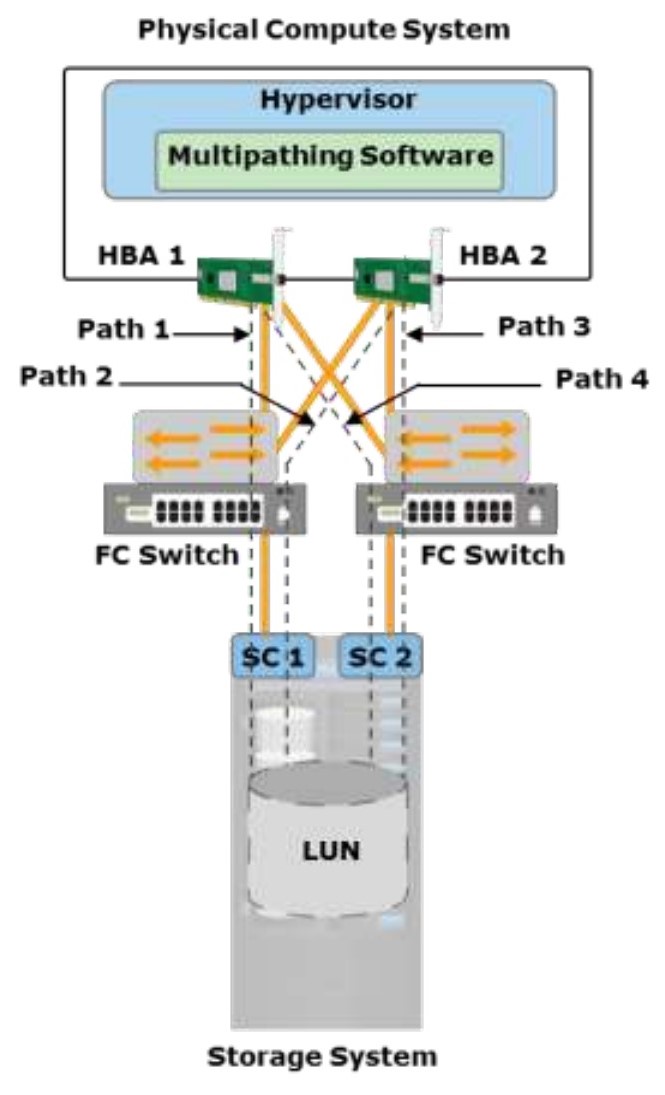 Physical Compute System
Hypervisor
Multipathing Software
HBA 1
HBA 2
Path 1
Path 3
Path 2
Path 4
FC Switch
FC Switch
SC 1
SC 2
LUN
Storage System